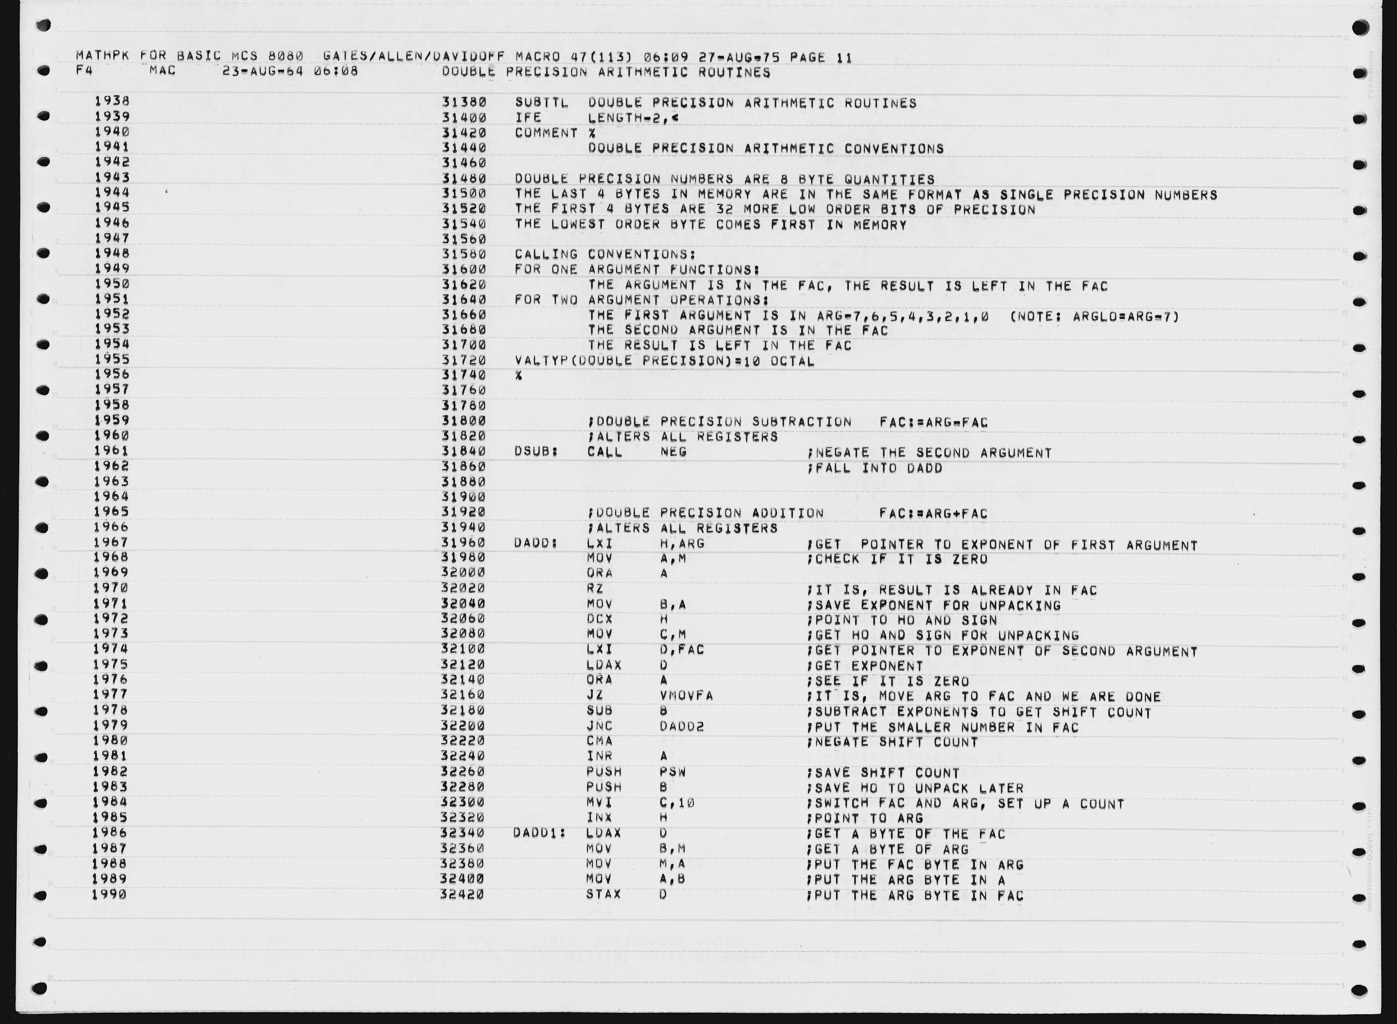 MATHPK FOR BASIC MCS 8080  GATES/ALLEN/DAVIDOFF MACRO 47(113) 06:09 27-AUG-75 PAGE 11
F4      MAC     23-AUG-64 06:08         DOUBLE PRECISION ARITHMETIC ROUTINES
1938 31380 SUBTTL DOUBLE PRECISION ARITHMETIC ROUTINES
1939 31400 IFE LENGTH-2,<
1940 31420 COMMENT %
1941 31440 DOUBLE PRECISION ARITHMETIC CONVENTIONS
1942 31460
1943 31480 DOUBLE PRECISION NUMBERS ARE 8 BYTE QUANTITIES
1944 31500 THE LAST 4 BYTES IN MEMORY ARE IN THE SAME FORMAT AS SINGLE PRECISION NUMBERS
1945 31520 THE FIRST 4 BYTES ARE 32 MORE LOW ORDER BITS OF PRECISION
1946 31540 THE LOWEST ORDER BYTE COMES FIRST IN MEMORY
1947 31560
1948 31580 CALLING CONVENTIONS:
1949 31600 FOR ONE ARGUMENT FUNCTIONS:
1950 31620 THE ARGUMENT IS IN THE FAC, THE RESULT IS LEFT IN THE FAC
1951 31640 FOR TWO ARGUMENT OPERATIONS:
1952 31660 THE FIRST ARGUMENT IS IN ARG-7,6,5,4,3,2,1,0 (NOTE: ARGLO=ARG-7)
1953 31680 THE SECOND ARGUMENT IS IN THE FAC
1954 31700 THE RESULT IS LEFT IN THE FAC
1955 31720 VALTYP(DOUBLE PRECISION)=10 OCTAL
1956 31740 %
1957 31760
1958 31780
1959 31800 ;DOUBLE PRECISION SUBTRACTION FAC:=ARG-FAC
1960 31820 ;ALTERS ALL REGISTERS
1961 31840 DSUB: CALL NEG ;NEGATE THE SECOND ARGUMENT
1962 31860 ;FALL INTO DADD
1963 31880
1964 31900
1965 31920 ;DOUBLE PRECISION ADDITION FAC:=ARG+FAC
1966 31940 ;ALTERS ALL REGISTERS
1967 31960 DADD: LXI H,ARG ;GET  POINTER TO EXPONENT OF FIRST ARGUMENT
1968 31980 MOV A,M ;CHECK IF IT IS ZERO
1969 32000 ORA A
1970 32020 RZ ;IT IS, RESULT IS ALREADY IN FAC
1971 32040 MOV B,A ;SAVE EXPONENT FOR UNPACKING
1972 32060 DCX H ;POINT TO HO AND SIGN
1973 32080 MOV C,M ;GET HO AND SIGN FOR UNPACKING
1974 32100 LXI D,FAC ;GET POINTER TO EXPONENT OF SECOND ARGUMENT
1975 32120 LDAX D ;GET EXPONENT
1976 32140 ORA A ;SEE IF IT IS ZERO
1977 32160 JZ VMOVFA ;IT IS, MOVE ARG TO FAC AND WE ARE DONE
1978 32180 SUB B ;SUBTRACT EXPONENTS TO GET SHIFT COUNT
1979 32200 JNC DADD2 ;PUT THE SMALLER NUMBER IN FAC
1980 32220 CMA ;NEGATE SHIFT COUNT
1981 32240 INR A
1982 32260 PUSH PSW ;SAVE SHIFT COUNT
1983 32280 PUSH B ;SAVE HO TO UNPACK LATER
1984 32300 MVI C,10 ;SWITCH FAC AND ARG, SET UP A COUNT
1985 32320 INX H ;POINT TO ARG
1986 32340 DADD1: LDAX D ;GET A BYTE OF THE FAC
1987 32360 MOV B,M ;GET A BYTE OF ARG
1988 32380 MOV M,A ;PUT THE FAC BYTE IN ARG
1989 32400 MOV A,B ;PUT THE ARG BYTE IN A
1990 32420 STAX D ;PUT THE ARG BYTE IN FAC